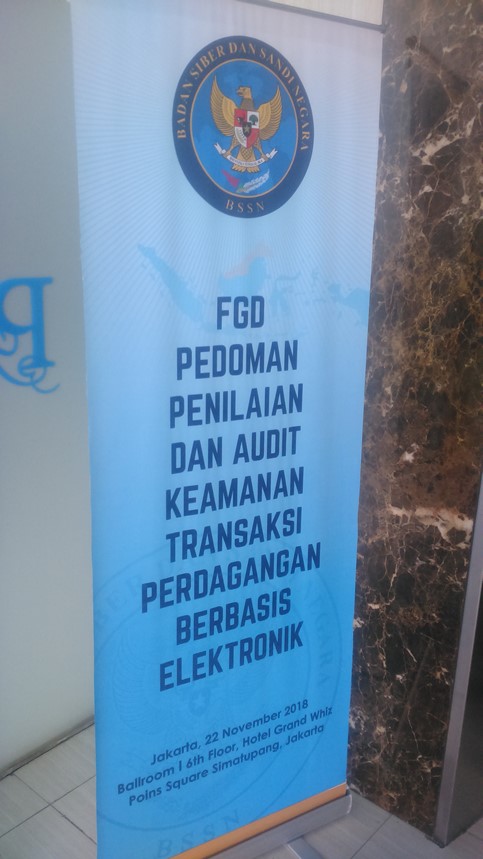 BADAN SIBER DAN SANDI NEGARA
BSSN
FGD
PEDOMAN
PENILAIAN
DAN AUDIT
KEAMANAN
TRANSAKSI
PERDAGANGAN
BERBASIS
ELEKTRONIK
Jakarta, 22 November 2018
Ballroom | 6th Floor, Hotel Grand Whiz
Poins Square Simatupang, Jakarta
BSSN